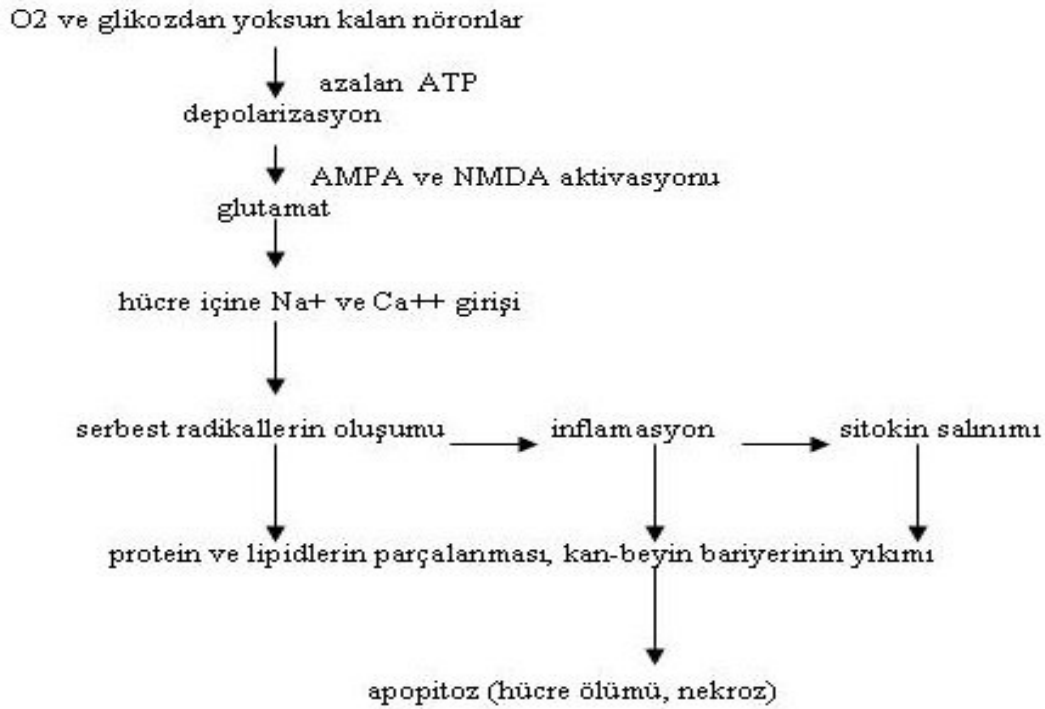 O2 ve glikozdan yoksun kalan nöronlar
azalan ATP
depolarizasyon
AMPA ve NMDA aktivasyonu
glutamat
hücre içine Na+ ve Ca++ girişi
serbest radikallerin oluşumu
inflamasyon
sitokin salınımı
protein ve lipidlerin parçalanması, kan-beyin bariyerinin yıkımı
apopitoz (hücre ölümü, nekroz)